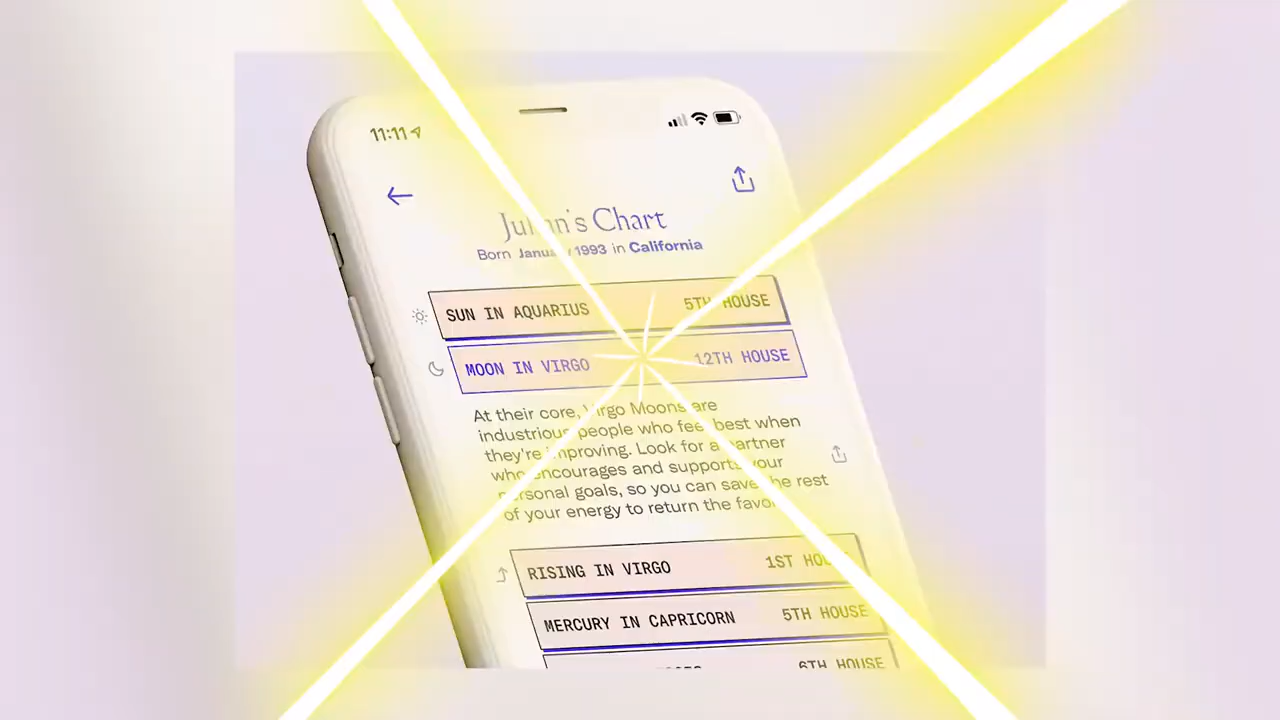 11:11
Chart
Born 1993 in California
SUN IN AQUARIUS 5TH HOUSE
MOON IN VIRGO 12TH HOUSE
At their core, Virgo Moons are
industrious people who feel best when
they're improving. Look for a partner
who encourages and supports your
personal goals, so you can save the rest
of your energy to return the
RISING IN VIRGO 1ST
MERCURY IN CAPRICORN 5TH HOUSE
6TH HOUSE